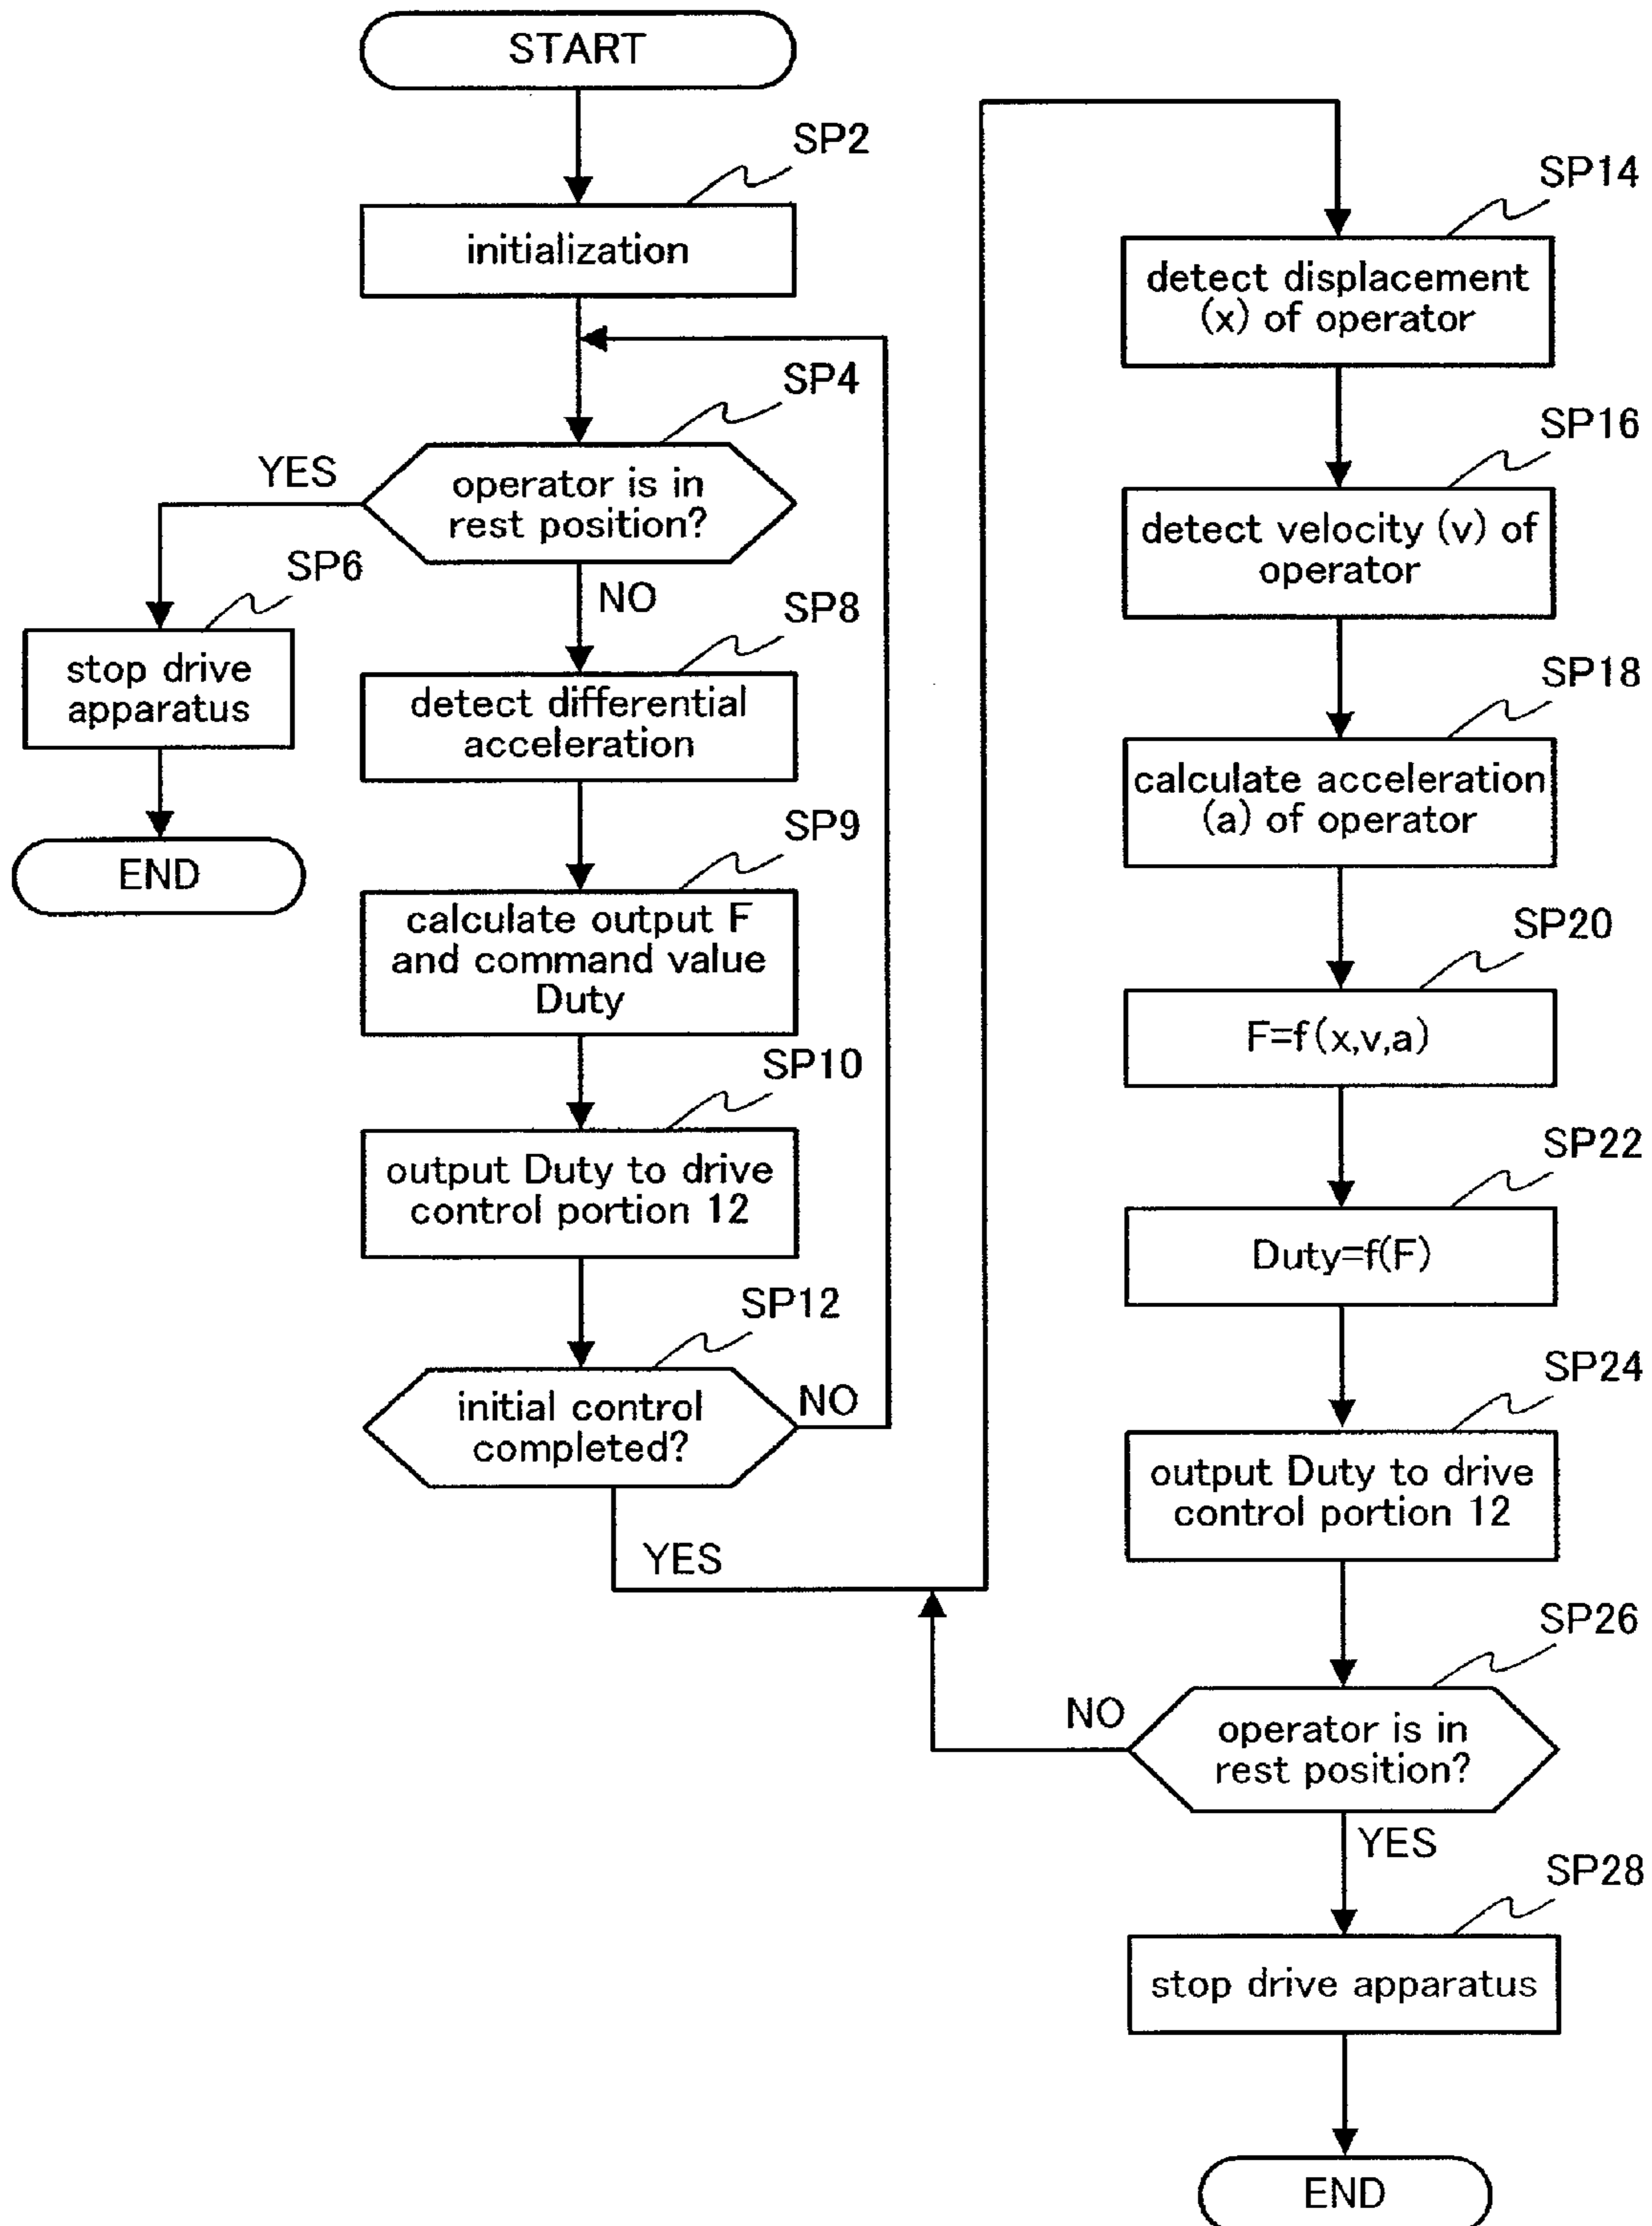 START
SP2
initialization
SP4
operator is in
rest position?
YES
NO
SP6
stop drive
apparatus
END
SP8
detect differential
acceleration
SP9
calculate output F
and command value
Duty
SP10
output Duty to drive
control portion 12
SP12
initial control
completed?
NO
YES
SP14
detect displacement
(x) of operator
SP16
detect velocity (v) of
operator
SP18
calculate acceleration
(a) of operator
SP20
F=f(x,v,a)
SP22
Duty=f(F)
SP24
output Duty to drive
control portion 12
SP26
operator is in
rest position?
NO
YES
SP28
stop drive apparatus
END